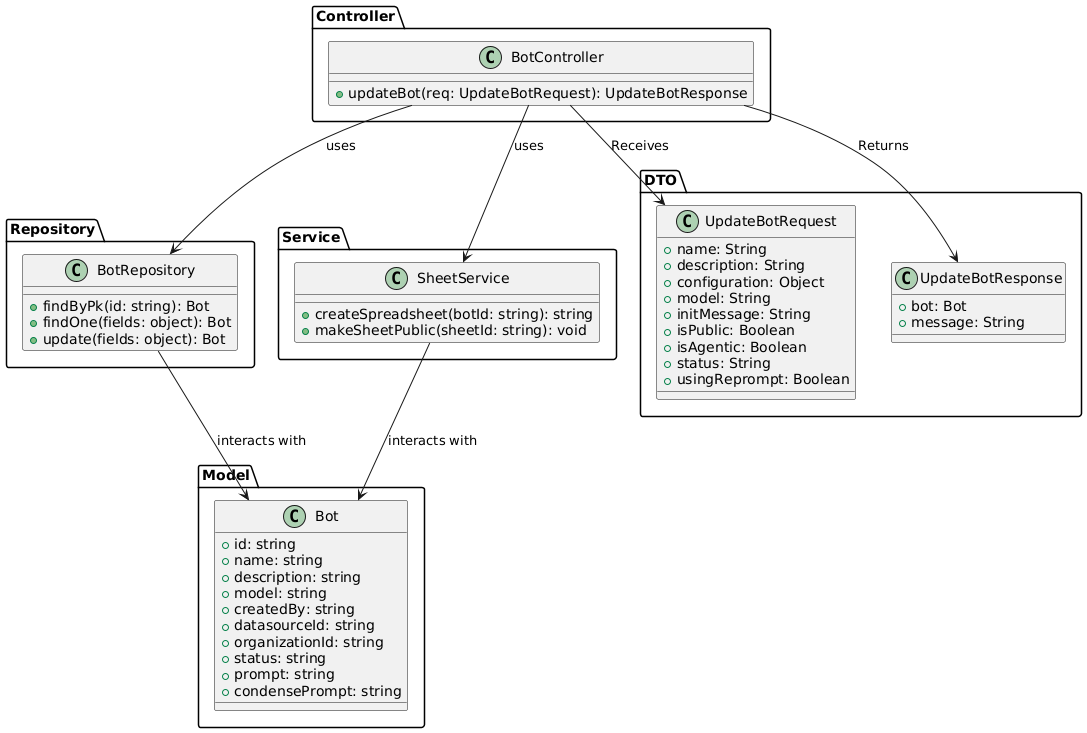 Controller
C BotController
updateBot(req: UpdateBotRequest): UpdateBotResponse
uses
uses
Receives
Returns
DTO
C UpdateBotRequest
name: String
description: String
configuration: Object
model: String
initMessage: String
isPublic: Boolean
isAgentic: Boolean
status: String
usingReprompt: Boolean
C UpdateBotResponse
bot: Bot
message: String
Repository
C BotRepository
findByPk(id: string): Bot
findOne(fields: object): Bot
update(fields: object): Bot
Service
C SheetService
createSpreadsheet(botId: string): string
makeSheetPublic(sheetId: string): void
interacts with
interacts with
Model
C Bot
id: string
name: string
description: string
model: string
createdBy: string
datasourceId: string
organizationId: string
status: string
prompt: string
condensePrompt: string